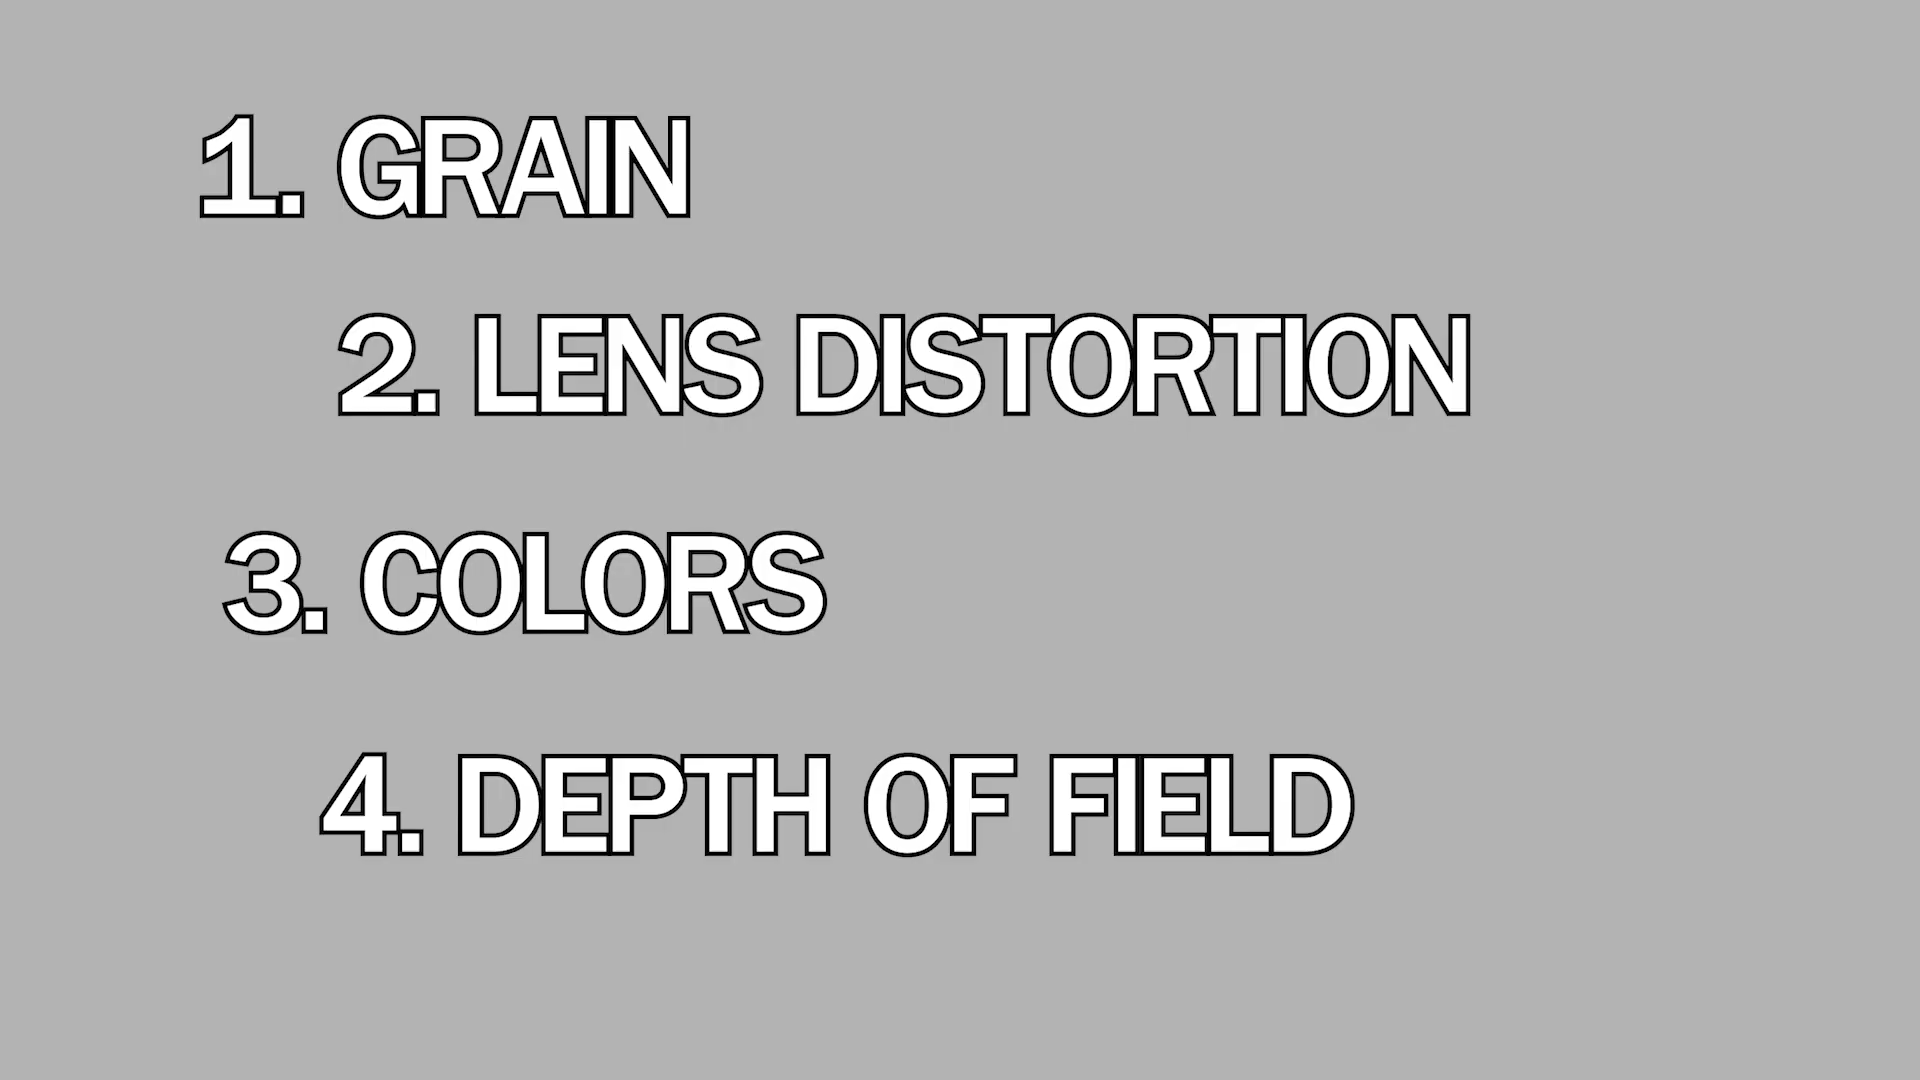 1. GRAIN
2. LENS DISTORTION
3. COLORS
4. DEPTH OF FIELD